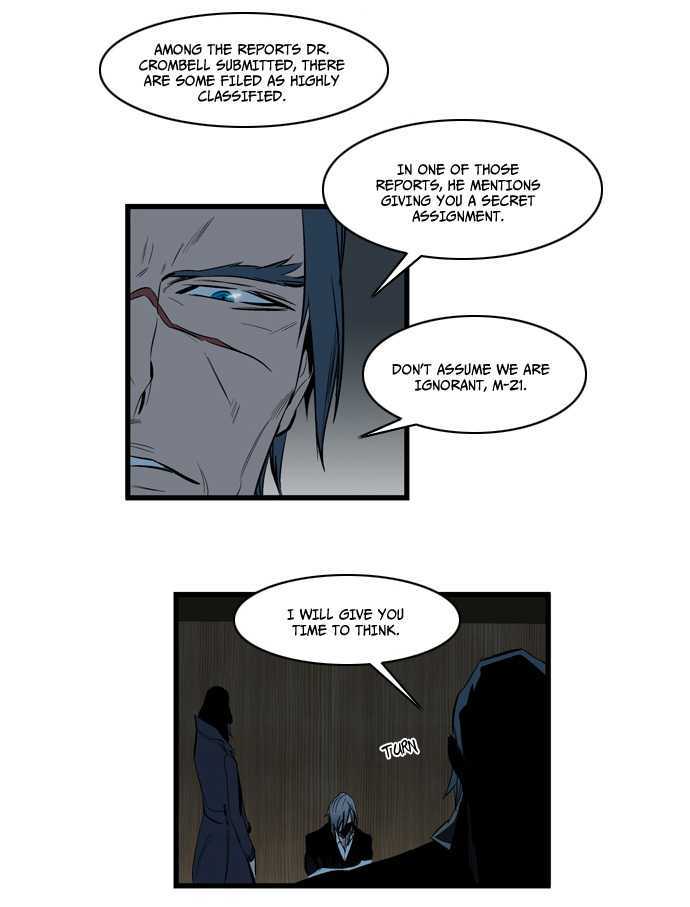 AMONG THE REPORTS DR.
CROMBELL SUBMITTED, THERE
ARE SOME FILED AS HIGHLY
CLASSIFIED.
IN ONE OF THOSE
REPORTS, HE MENTIONS
GIVING YOU A SECRET
ASSIGNMENT.
DON'T ASSUME WE ARE
IGNORANT, M-21.
I WILL GIVE YOU
TIME TO THINK.
TURN